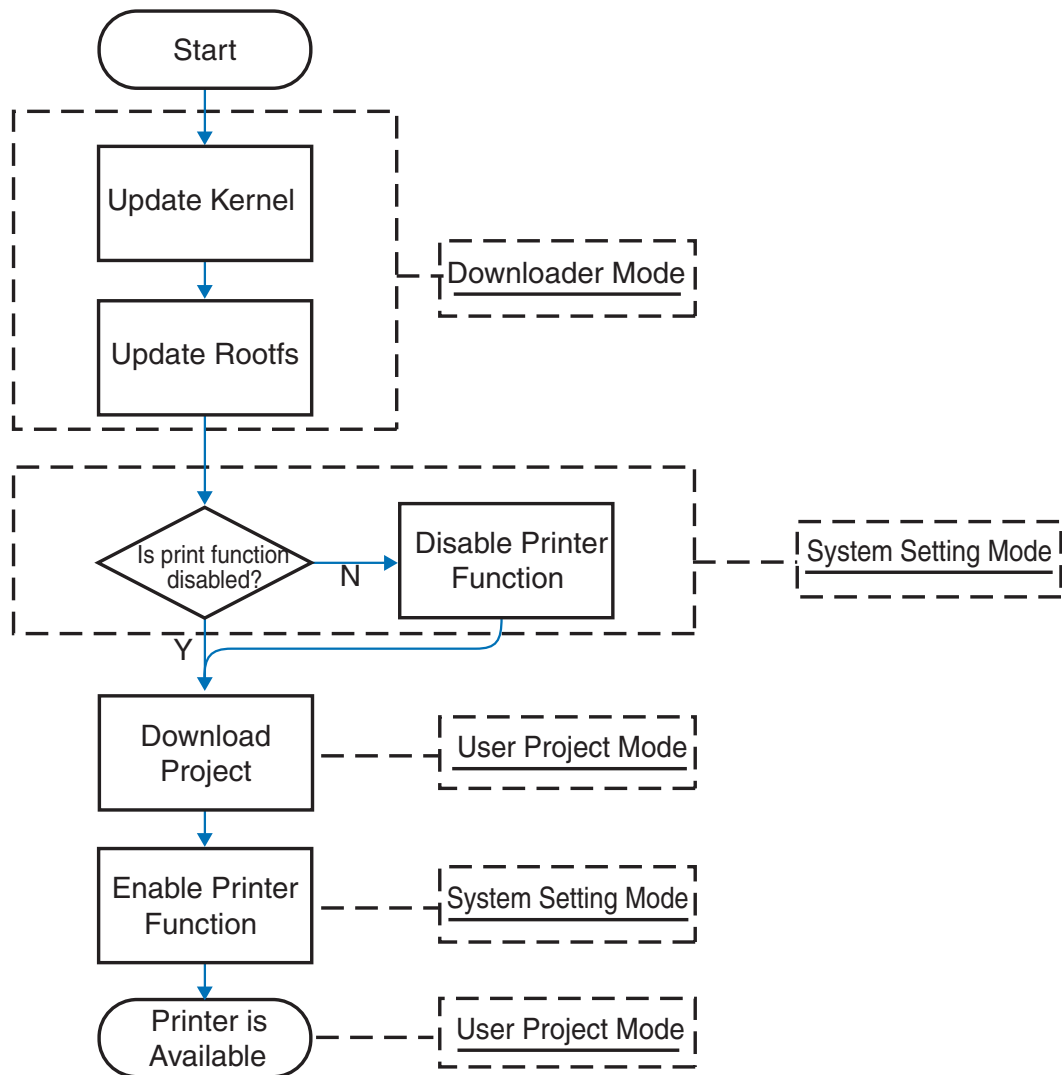 Start
Update Kernel
Downloader Mode
Update Rootfs
Is print function
disabled?
N
Disable Printer
Function
System Setting Mode
Y
Download
Project
User Project Mode
Enable Printer
Function
System Setting Mode
Printer is
Available
User Project Mode